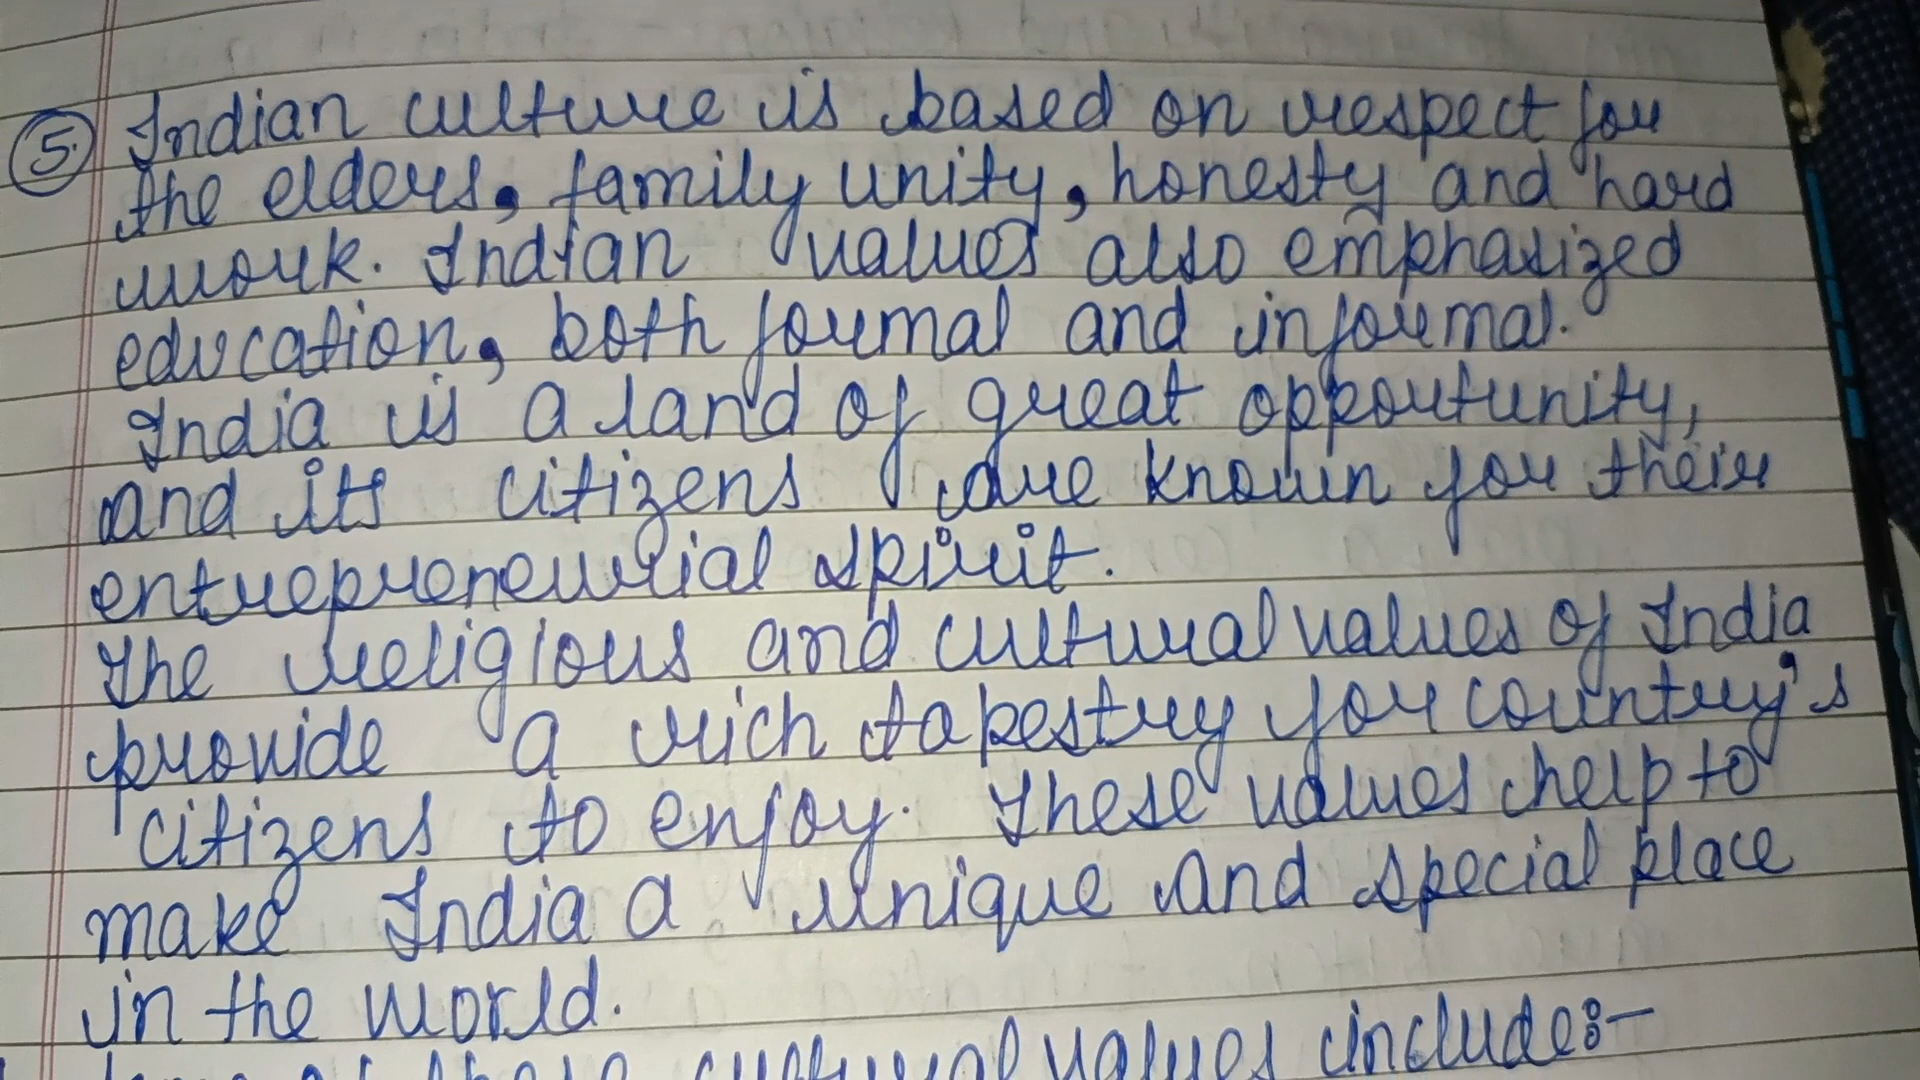 5. Indian culture is based on respect for
the elders, family unity, honesty and hard
work. Indian values also emphasized
education, both formal and informal.
India is a land of great opportunity,
and its citizens are known for their
entrepreneurial spirit.
The religious and cultural values of India
provide a rich tapestry for country's
citizens to enjoy. These values help to
make India a unique and special place
in the world.
Some of these cultural values include:-